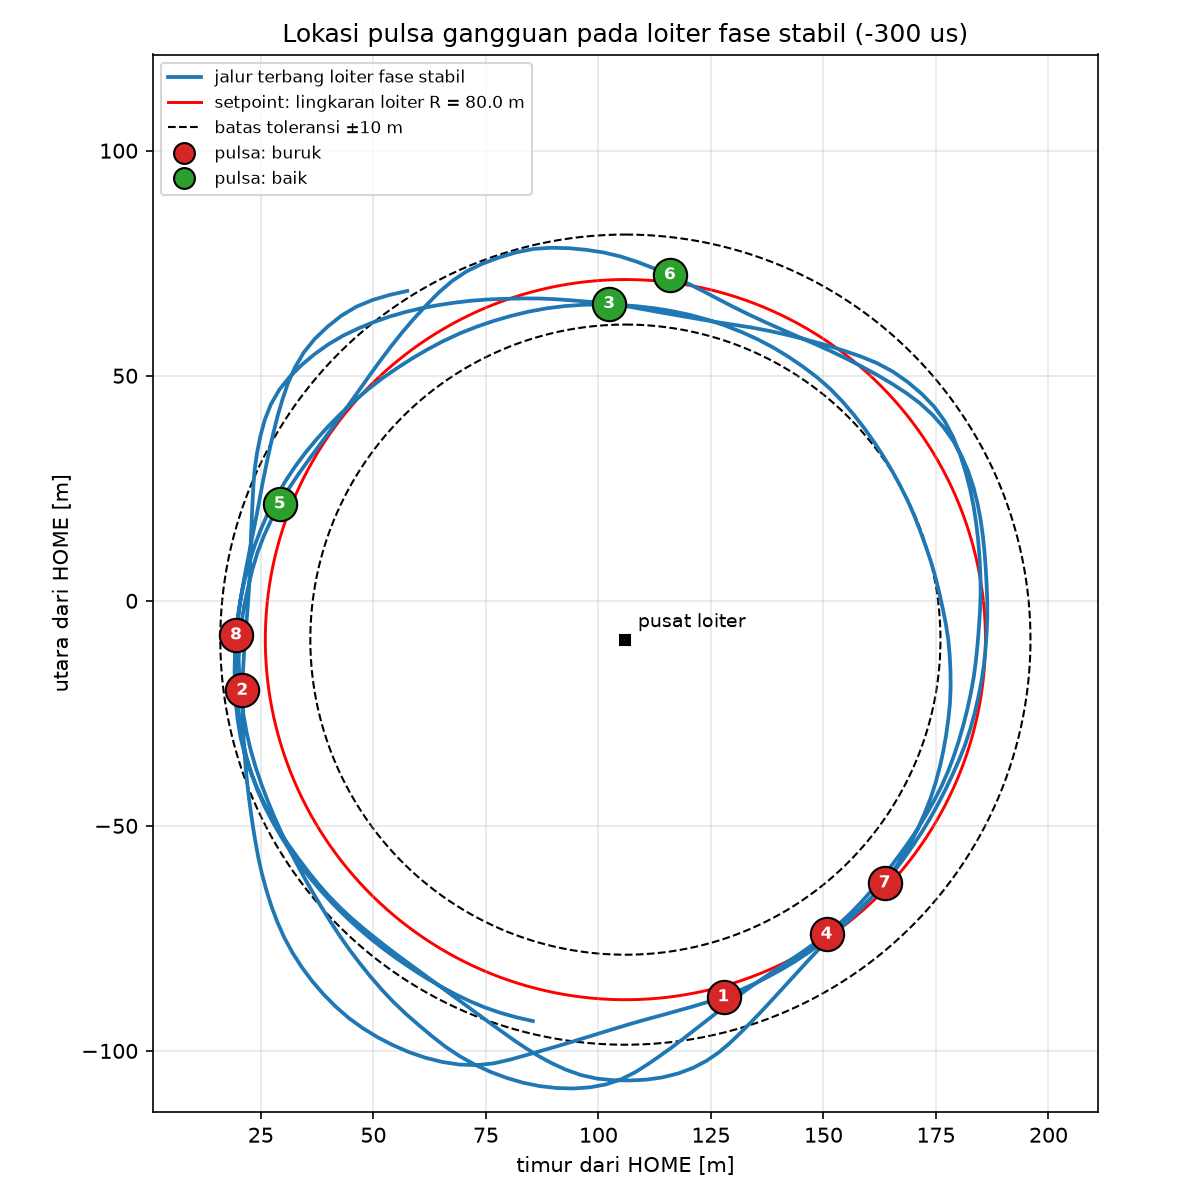 Lokasi pulsa gangguan pada loiter fase stabil (-300 us)
jalur terbang loiter fase stabil
setpoint: lingkaran loiter R = 80.0 m
batas toleransi ±10 m
pulsa: buruk
pulsa: baik
100
50
0
−50
−100
utara dari HOME [m]
6
3
5
8
2
pusat loiter
7
4
1
25
50
75
100
125
150
175
200
timur dari HOME [m]